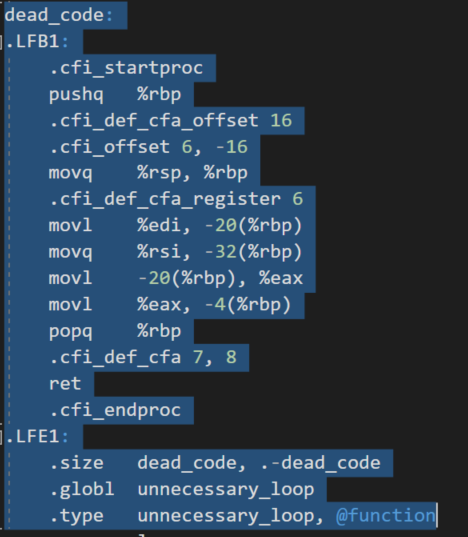 dead_code:
.LFB1:
.cfi_startproc
pushq %rbp
.cfi_def_cfa_offset 16
.cfi_offset 6, -16
movq %rsp, %rbp
.cfi_def_cfa_register 6
movl %edi, -20(%rbp)
movq %rsi, -32(%rbp)
movl -20(%rbp), %eax
movl %eax, -4(%rbp)
popq %rbp
.cfi_def_cfa 7, 8
ret
.cfi_endproc
.LFE1:
.size dead_code, .-dead_code
.globl unnecessary_loop
.type unnecessary_loop, @function